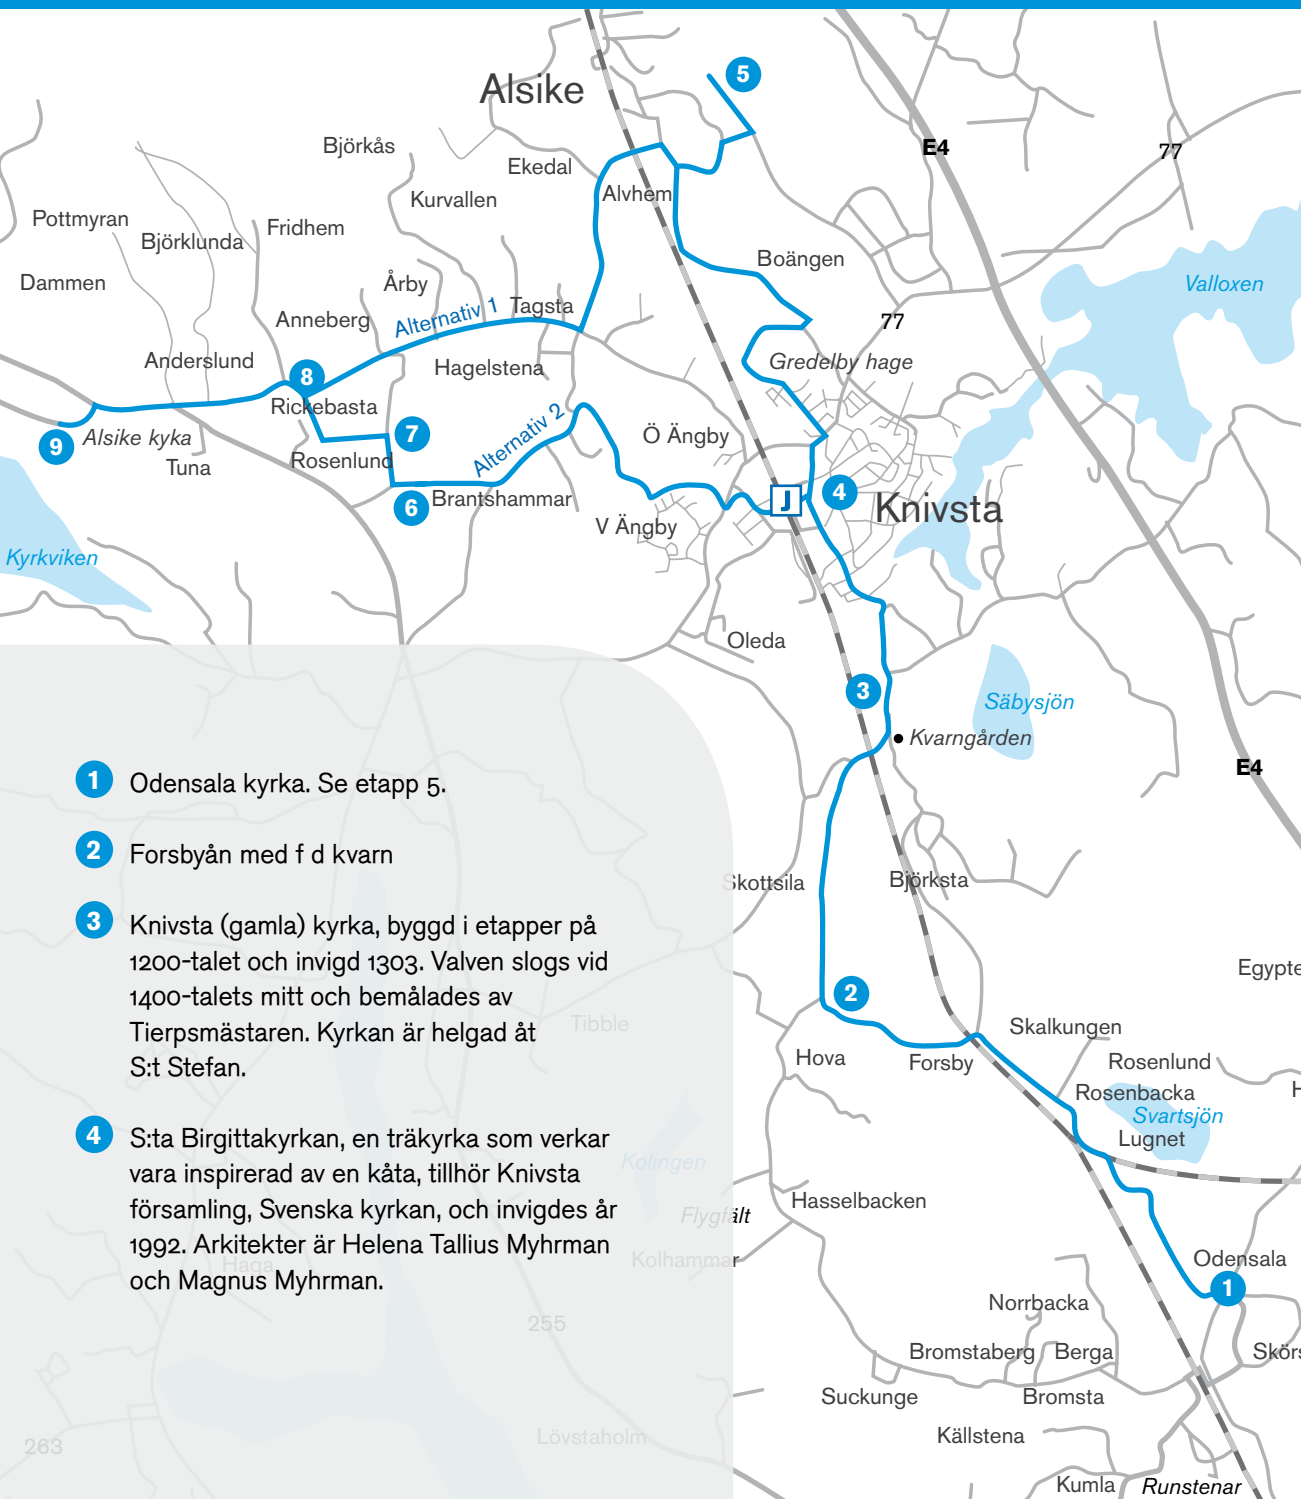 Alsike
5
E4
77
Björkås
Ekedal
Kurvallen
Alvhem
Pottmyran
Björklunda
Fridhem
Boängen
Dammen
Årby
Valloxen
Anneberg
Alternativ 1
Tagsta
77
Anderslund
Hagelstena
Gredelby hage
8
Rickebasta
Alternativ 2
9
Alsike kyka
7
Ö Ängby
Tuna
Rosenlund
J
4
Knivsta
6
Brantshammar
V Ängby
Kyrkviken
Oleda
3
Säbysjön
Kvarngården
E4
1 Odensala kyrka. Se etapp 5.
2 Forsbyån med f d kvarn
3 Knivsta (gamla) kyrka, byggd i etapper på
1200-talet och invigd 1303. Valven slogs vid
1400-talets mitt och bemålades av
Tierpsmästaren. Kyrkan är helgad åt
S:t Stefan.
4 S:ta Birgittakyrkan, en träkyrka som verkar
vara inspirerad av en kåta, tillhör Knivsta
församling, Svenska kyrkan, och invigdes år
1992. Arkitekter är Helena Tallius Myhrman
och Magnus Myhrman.
Skottsila
Björksta
Egypte
2
Tibble
Skalkungen
Hova
Forsby
Rosenlund
H
Rosenbacka
Svartsjön
Lugnet
Kolingen
Hasselbacken
Flygfält
Kolhammar
Haga
Odensala
1
Norrbacka
255
Bromstaberg
Berga
Skörs
Suckunge
Bromsta
263
Lövstaholm
Källstena
Kumla
Runstenar